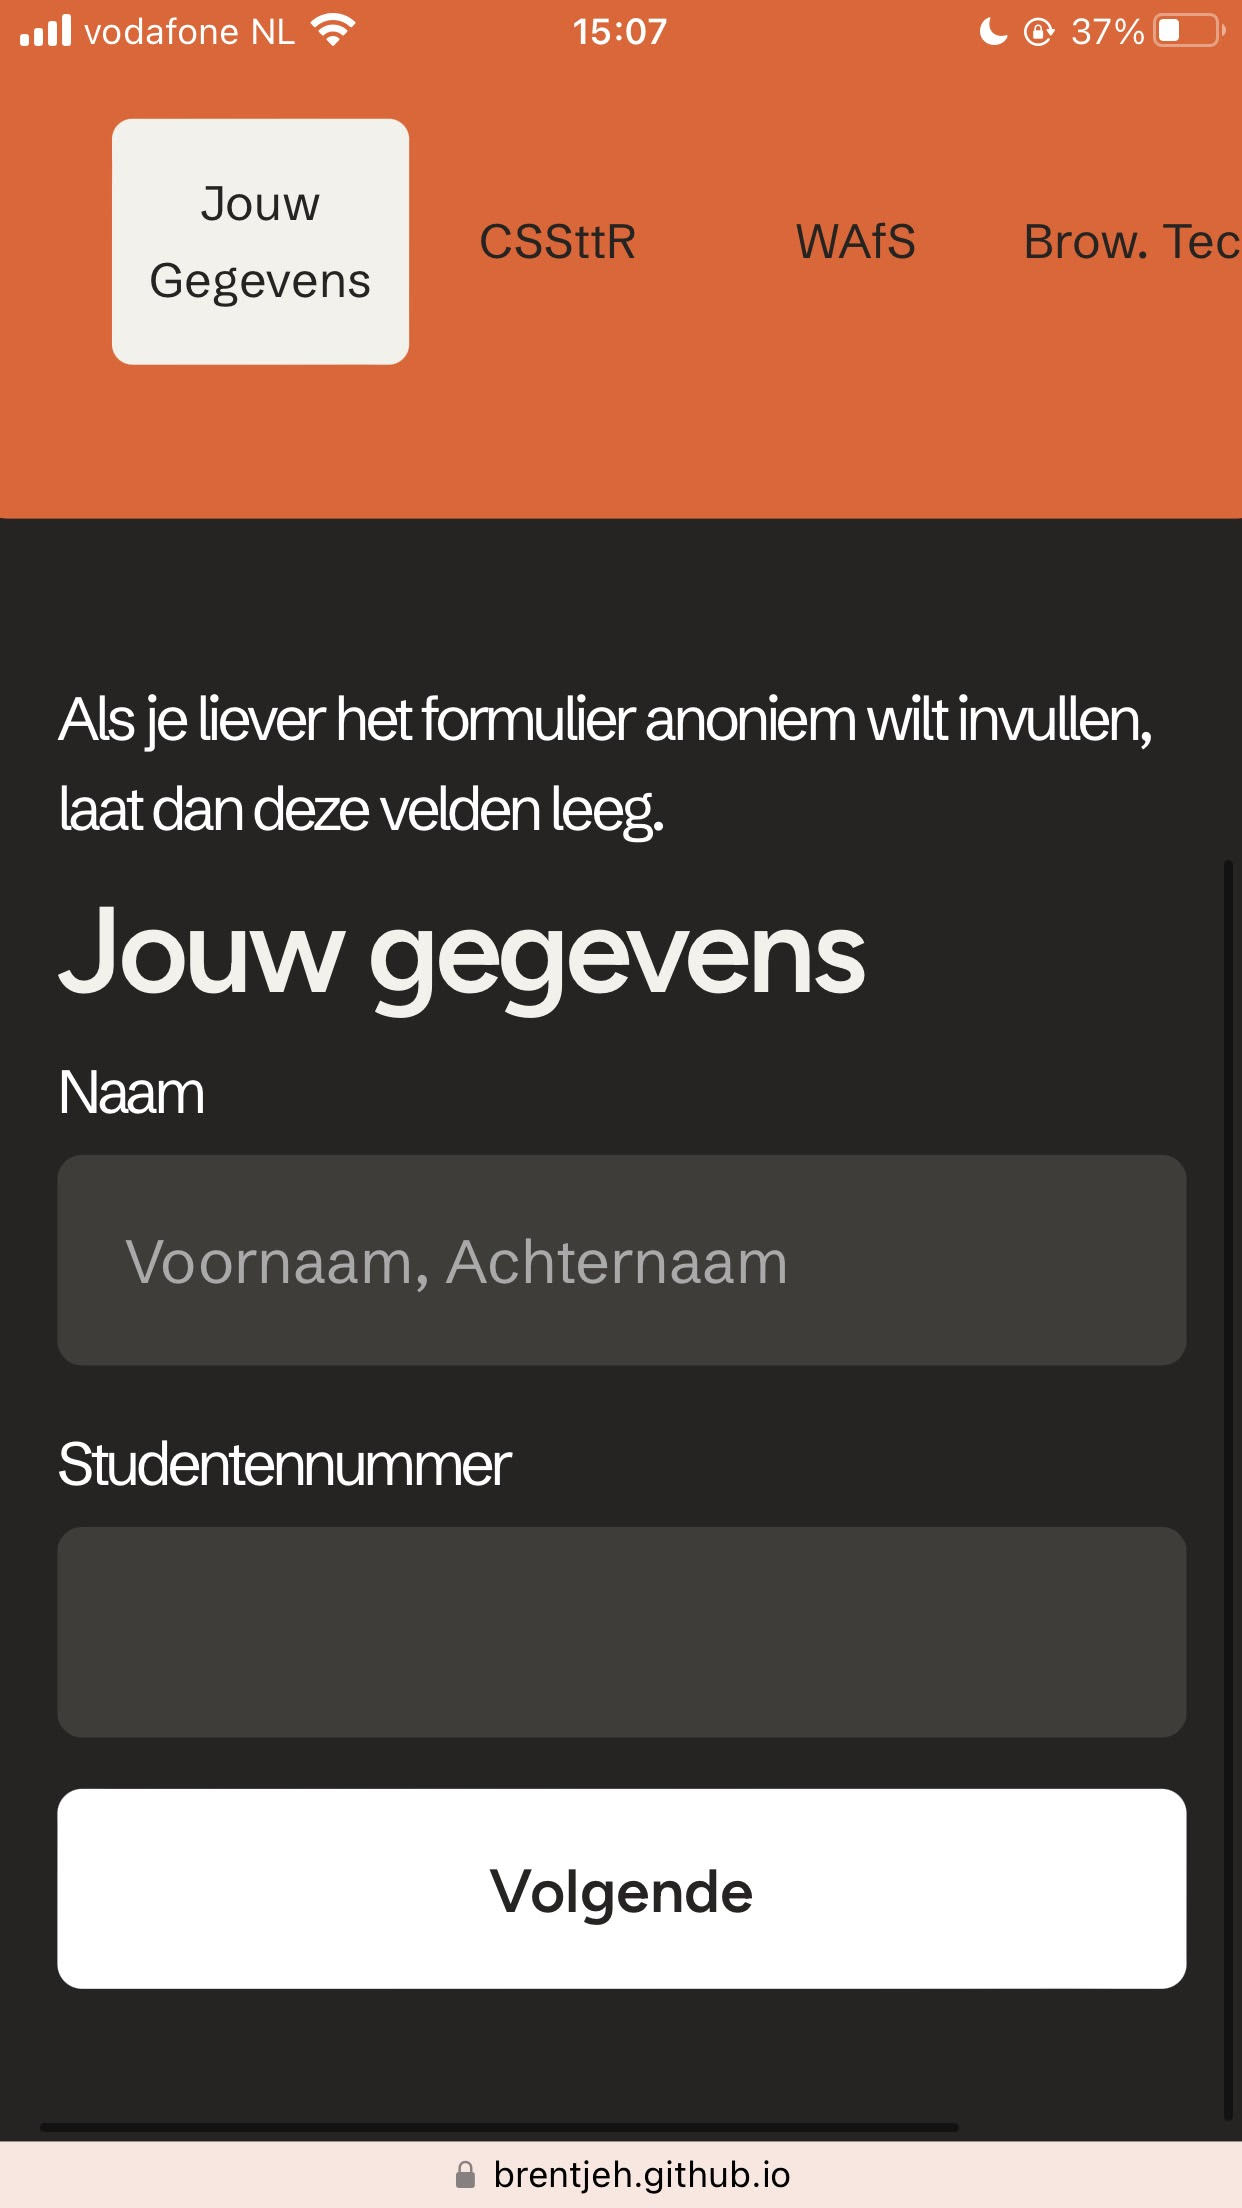 vodafone NL 15:07 37%
Jouw
Gegevens
CSSttR WAfS Brow. Tec
Als je liever het formulier anoniem wilt invullen,
laat dan deze velden leeg.
Jouw gegevens
Naam
Voornaam, Achternaam
Studentennummer
Volgende
brentjeh.github.io